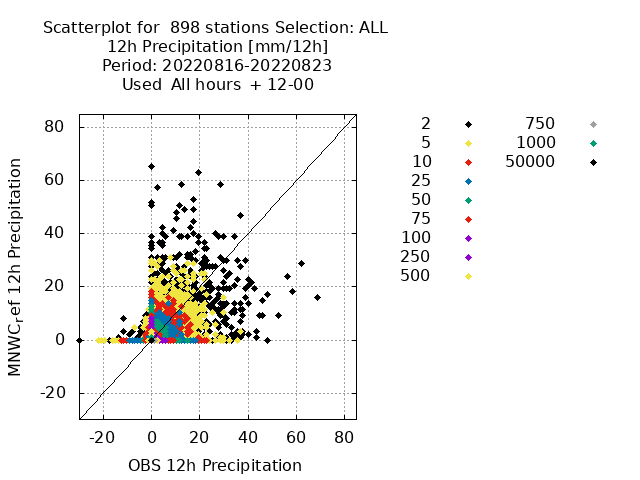 Scatterplot for 898 stations Selection: ALL
12h Precipitation [mm/12h]
Period: 20220816-20220823
Used All hours + 12-00
2
5
10
25
50
75
100
250
500
750
1000
50000
MNWC_ref 12h Precipitation
80
60
40
20
0
-20
-20 0 20 40 60 80
OBS 12h Precipitation